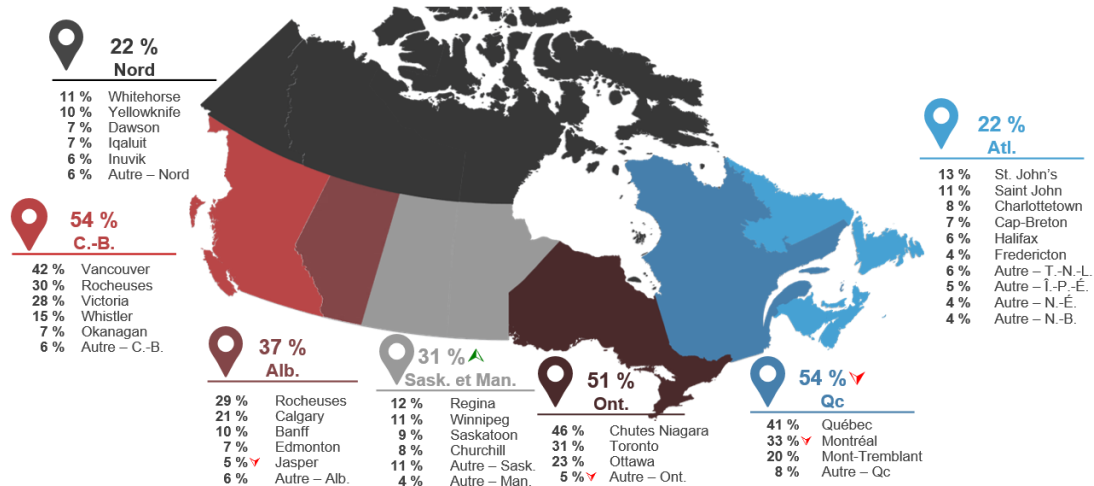 22 %
Nord
11 % Whitehorse
10 % Yellowknife
7 % Dawson
7 % Iqaluit
6 % Inuvik
6 % Autre – Nord
54 %
C.-B.
42 % Vancouver
30 % Rocheuses
28 % Victoria
15 % Whistler
7 % Okanagan
6 % Autre – C.-B.
37 %
Alb.
29 % Rocheuses
21 % Calgary
10 % Banff
7 % Edmonton
5 % Jasper
6 % Autre – Alb.
31 %
Sask. et Man.
12 % Regina
11 % Winnipeg
9 % Saskatoon
8 % Churchill
11 % Autre – Sask.
4 % Autre – Man.
51 %
Ont.
46 % Chutes Niagara
31 % Toronto
23 % Ottawa
5 % Autre – Ont.
54 %
Qc
41 % Québec
33 % Montréal
20 % Mont-Tremblant
8 % Autre – Qc
22 %
Atl.
13 % St. John’s
11 % Saint John
8 % Charlottetown
7 % Cap-Breton
6 % Halifax
4 % Fredericton
6 % Autre – T.-N.-L.
5 % Autre – Î.-P.-É.
4 % Autre – N.-É.
4 % Autre – N.-B.